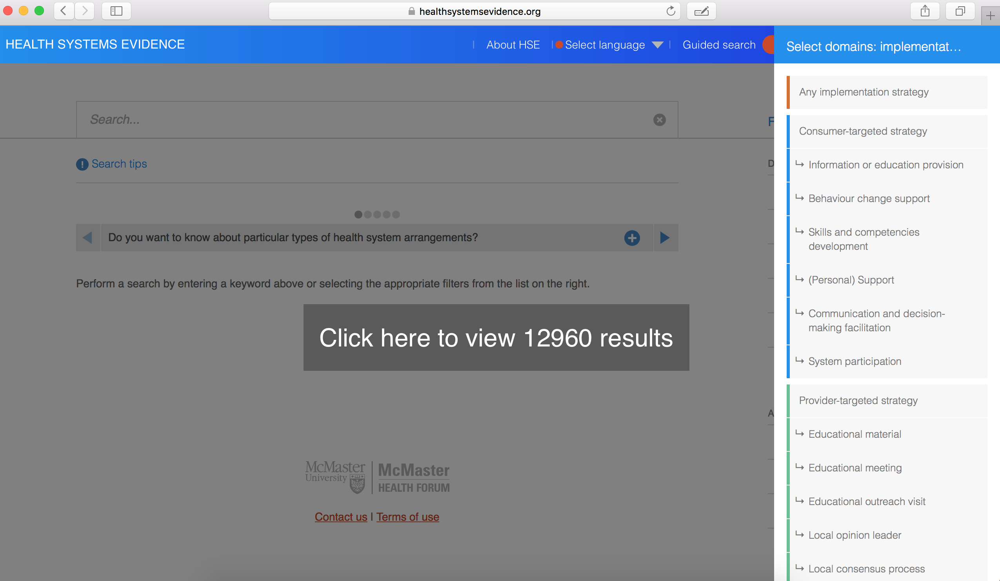 healthsystemsevidence.org
HEALTH SYSTEMS EVIDENCE
About HSE
Select language
Guided search
Select domains: implementat...
Search...
Search tips
Do you want to know about particular types of health system arrangements?
Perform a search by entering a keyword above or selecting the appropriate filters from the list on the right.
Click here to view 12960 results
McMaster
University
McMaster
HEALTH FORUM
Contact us | Terms of use
F
D
A
Any implementation strategy
Consumer-targeted strategy
Information or education provision
Behaviour change support
Skills and competencies
development
(Personal) Support
Communication and decision-
making facilitation
System participation
Provider-targeted strategy
Educational material
Educational meeting
Educational outreach visit
Local opinion leader
Local consensus process